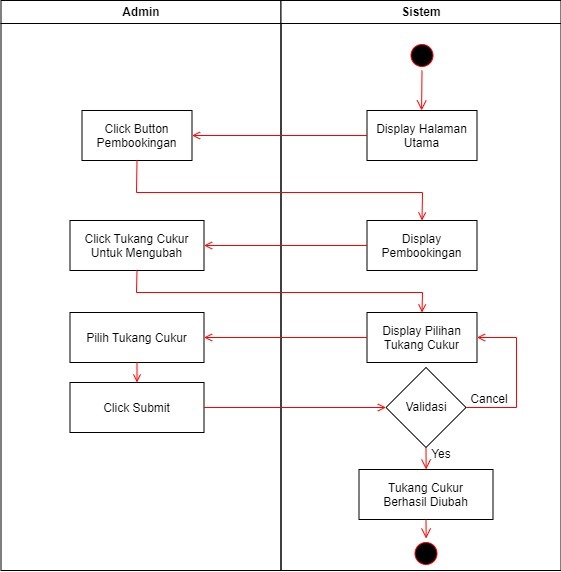 Admin
Sistem
Click Button
Pembookingan
Display Halaman
Utama
Click Tukang Cukur
Untuk Mengubah
Display
Pembookingan
Pilih Tukang Cukur
Display Pilihan
Tukang Cukur
Click Submit
Validasi
Cancel
Yes
Tukang Cukur
Berhasil Diubah